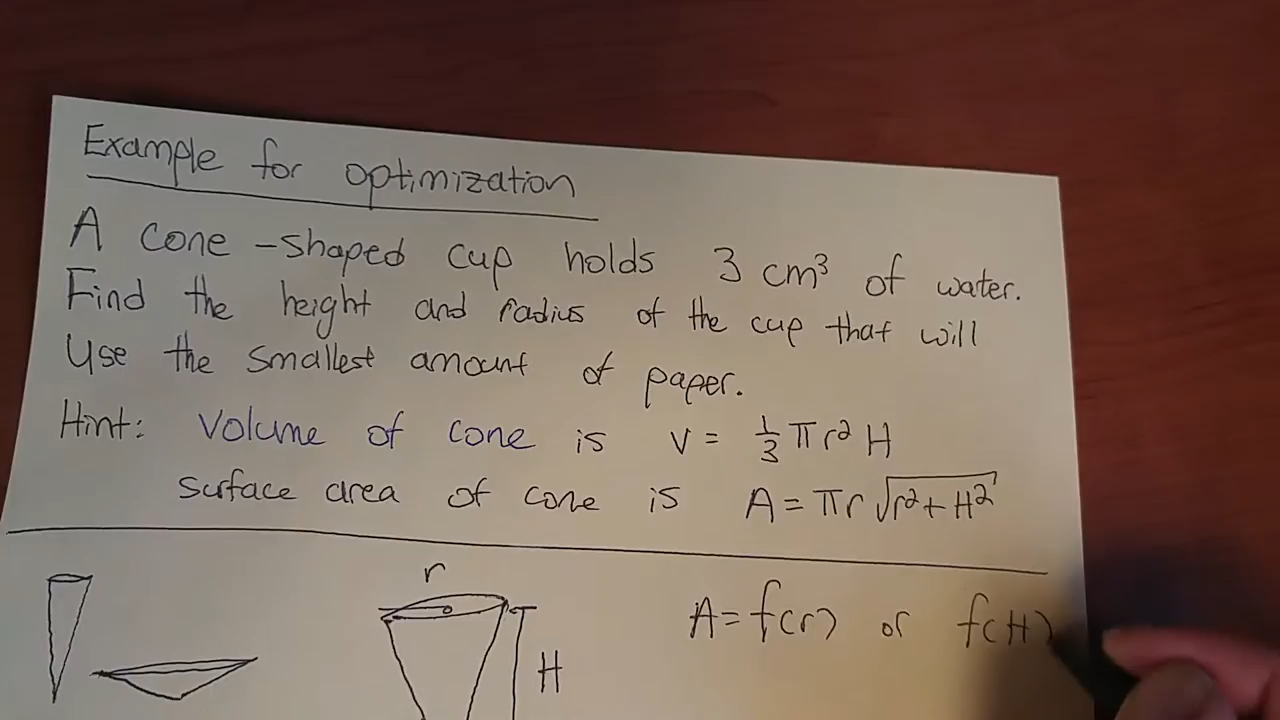 Example for optimization
A cone-shaped cup holds 3 cm³ of water.
Find the height and radius of the cup that will
Use the smallest amount of paper.
Hint: Volume of cone is V = 1/3 π r² H
surface area of cone is A = πr √(r² + H²)
r
A = f(r) or f(H)
H